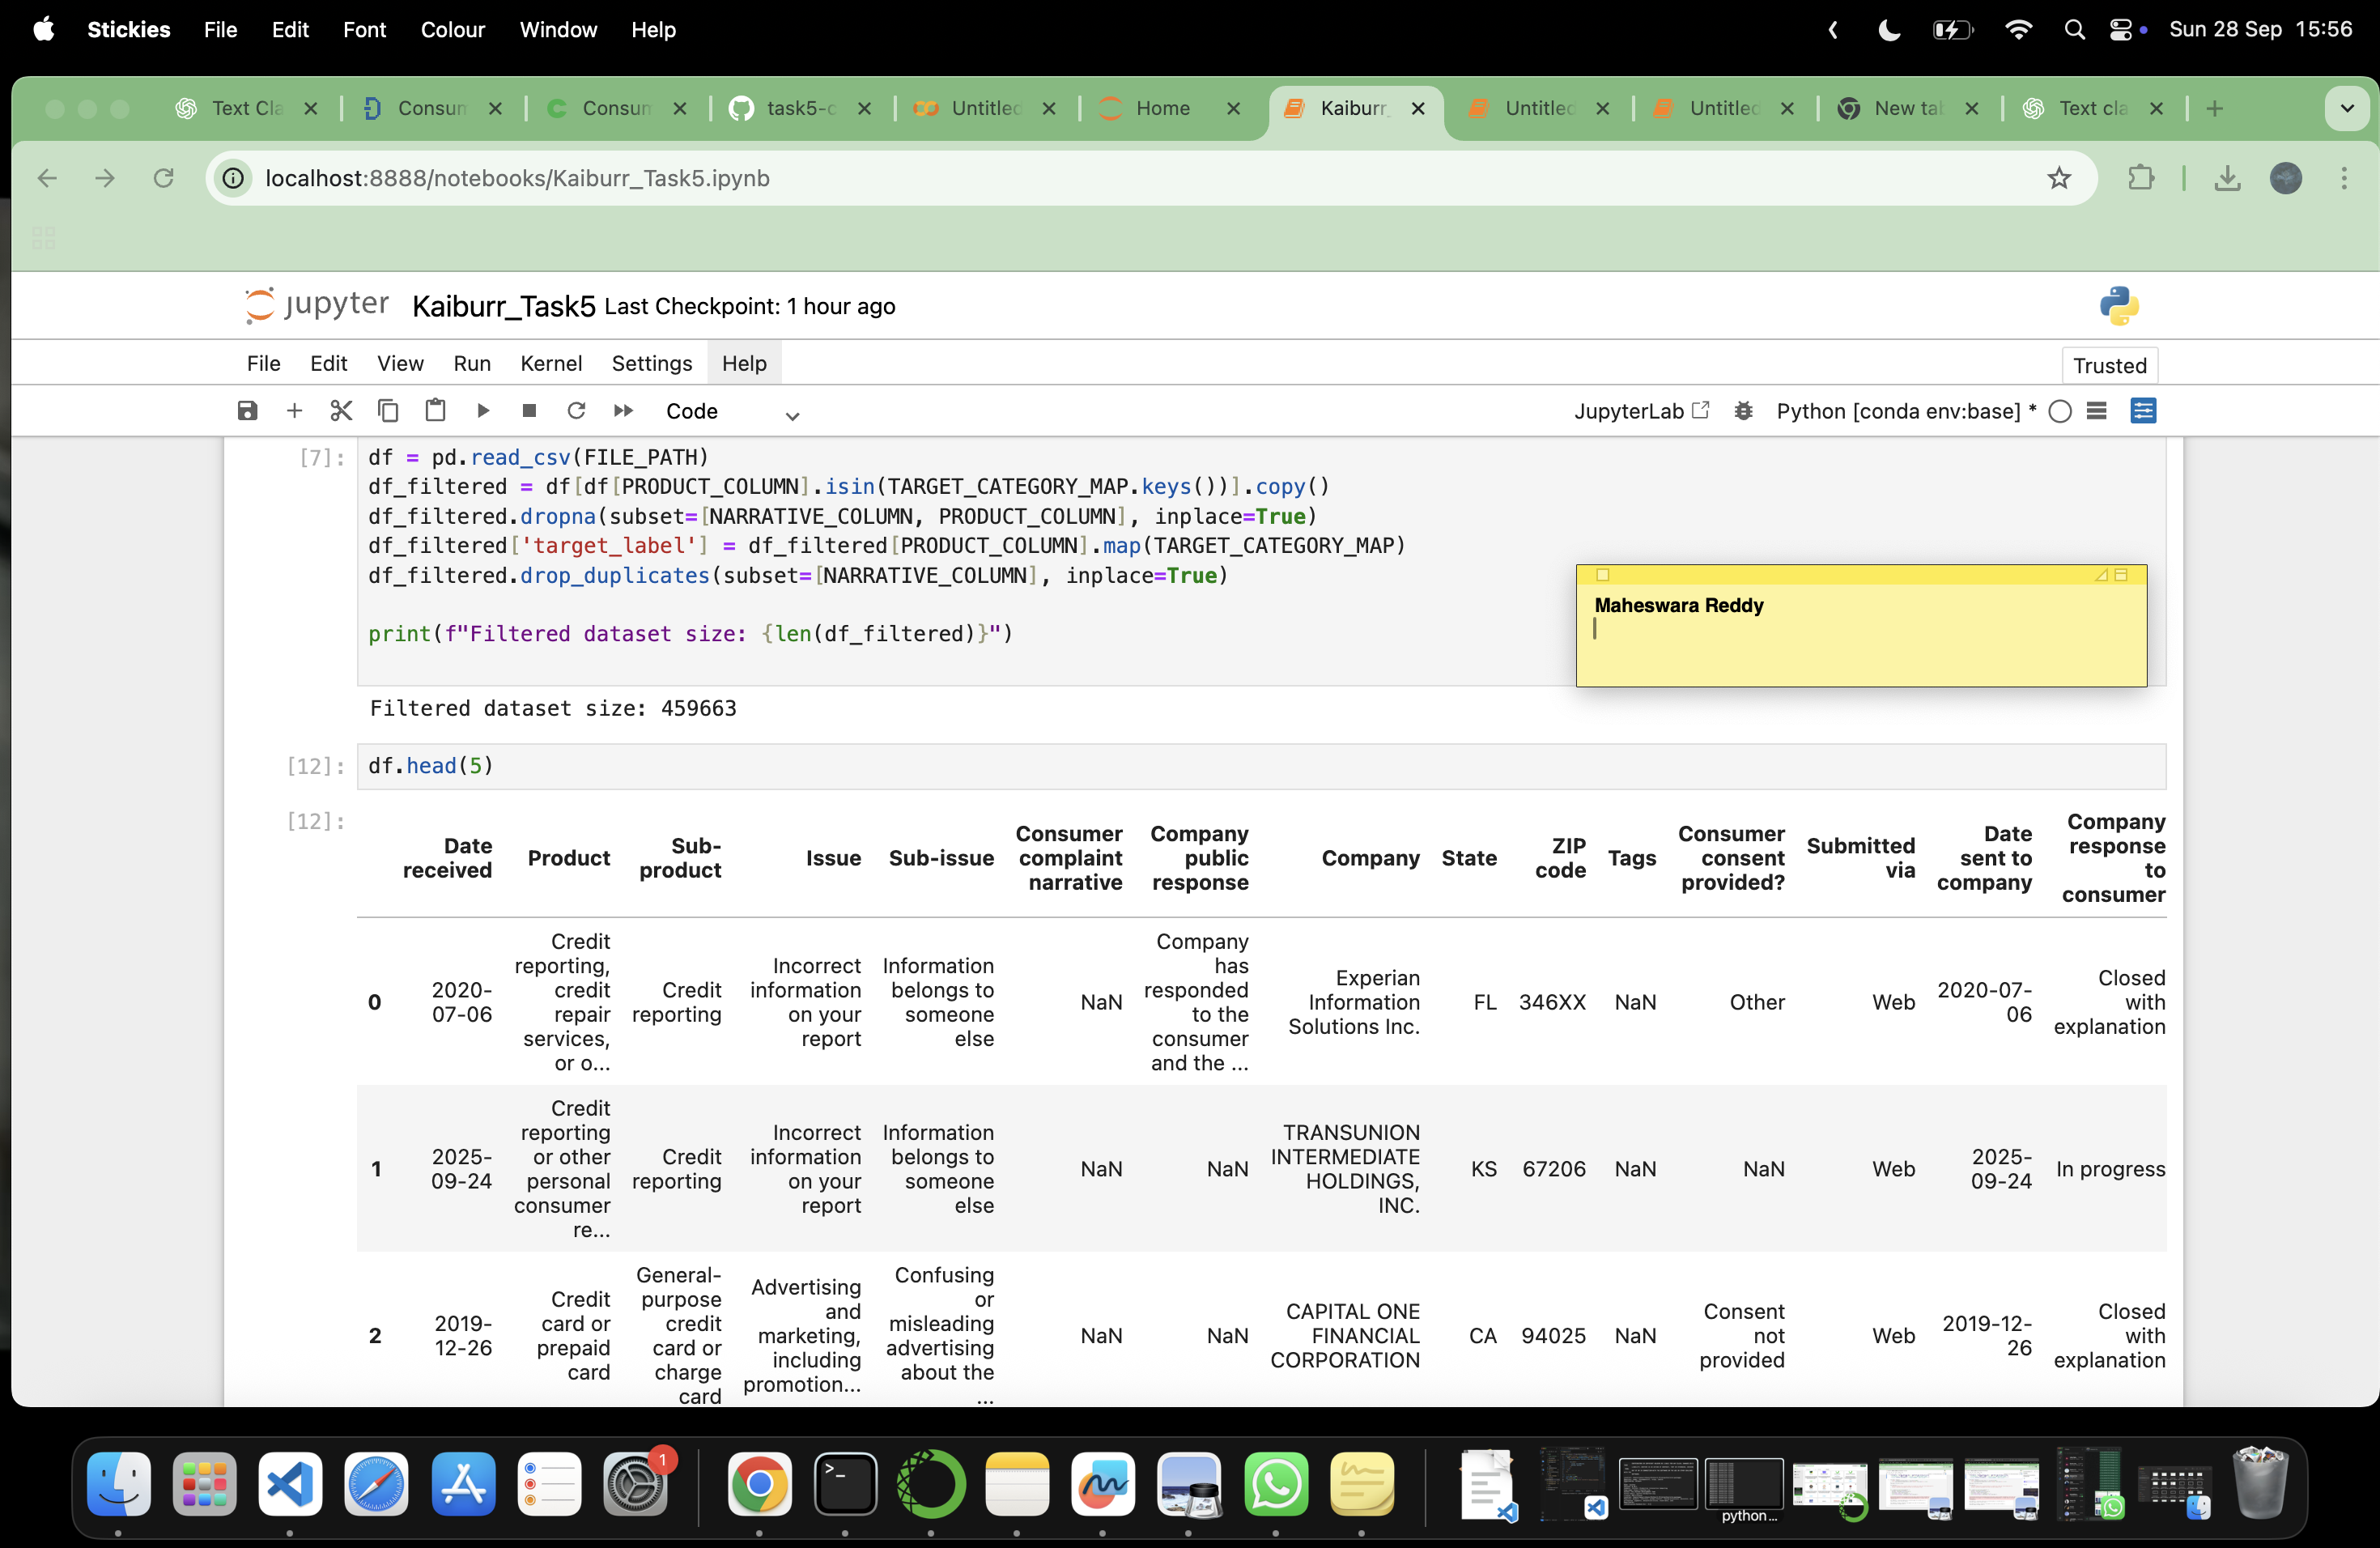 Stickies File Edit Font Colour Window Help Sun 28 Sep 15:56
Text Cla Consum Consum task5-c Untitled Home Kaiburr_ Untitled Untitled New tab Text cla
localhost:8888/notebooks/Kaiburr_Task5.ipynb
jupyter Kaiburr_Task5 Last Checkpoint: 1 hour ago
File Edit View Run Kernel Settings Help Trusted
Code JupyterLab Python [conda env:base] *
[7]: df = pd.read_csv(FILE_PATH)
df_filtered = df[df[PRODUCT_COLUMN].isin(TARGET_CATEGORY_MAP.keys())].copy()
df_filtered.dropna(subset=[NARRATIVE_COLUMN, PRODUCT_COLUMN], inplace=True)
df_filtered['target_label'] = df_filtered[PRODUCT_COLUMN].map(TARGET_CATEGORY_MAP)
df_filtered.drop_duplicates(subset=[NARRATIVE_COLUMN], inplace=True)
print(f"Filtered dataset size: {len(df_filtered)}")
Maheswara Reddy
Filtered dataset size: 459663
[12]: df.head(5)
[12]:
Date received Product Sub-product Issue Sub-issue Consumer complaint narrative Company public response Company State ZIP code Tags Consumer consent provided? Submitted via Date sent to company Company response to consumer
0 2020-07-06 Credit reporting, credit repair services, or o... Credit reporting Incorrect information on your report Information belongs to someone else NaN Company has responded to the consumer and the ... Experian Information Solutions Inc. FL 346XX NaN Other Web 2020-07-06 Closed with explanation
1 2025-09-24 Credit reporting or other personal consumer re... Credit reporting Incorrect information on your report Information belongs to someone else NaN NaN TRANSUNION INTERMEDIATE HOLDINGS, INC. KS 67206 NaN NaN Web 2025-09-24 In progress
2 2019-12-26 Credit card or prepaid card General-purpose credit card or charge card Advertising and marketing, including promotion... Confusing or misleading advertising about the ... NaN NaN CAPITAL ONE FINANCIAL CORPORATION CA 94025 NaN Consent not provided Web 2019-12-26 Closed with explanation
1
python...